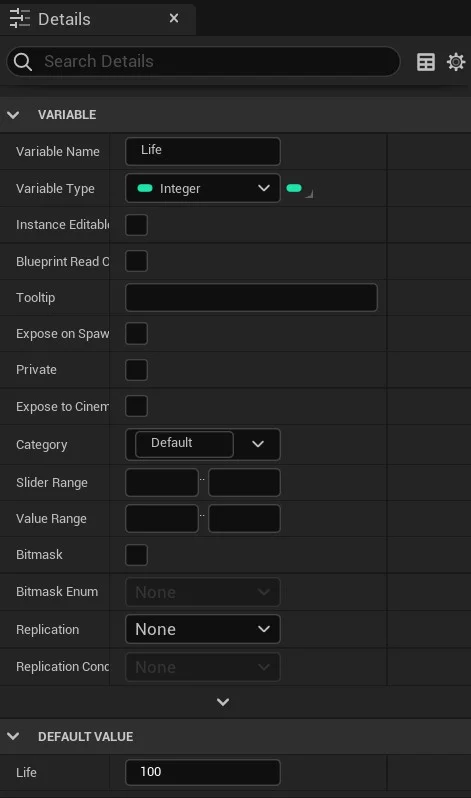 Details
Search Details
VARIABLE
Variable Name Life
Variable Type Integer
Instance Editable
Blueprint Read O
Tooltip
Expose on Spaw
Private
Expose to Cinem
Category Default
Slider Range ..
Value Range ..
Bitmask
Bitmask Enum None
Replication None
Replication Conc
None
DEFAULT VALUE
Life 100